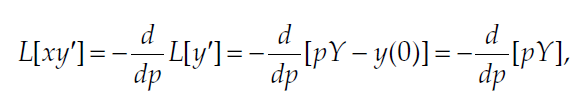 L[xy′] = −\frac{d}{dp} L[y′] = −\frac{d}{dp}[pY − y(0)] = −\frac{d}{dp}[pY],